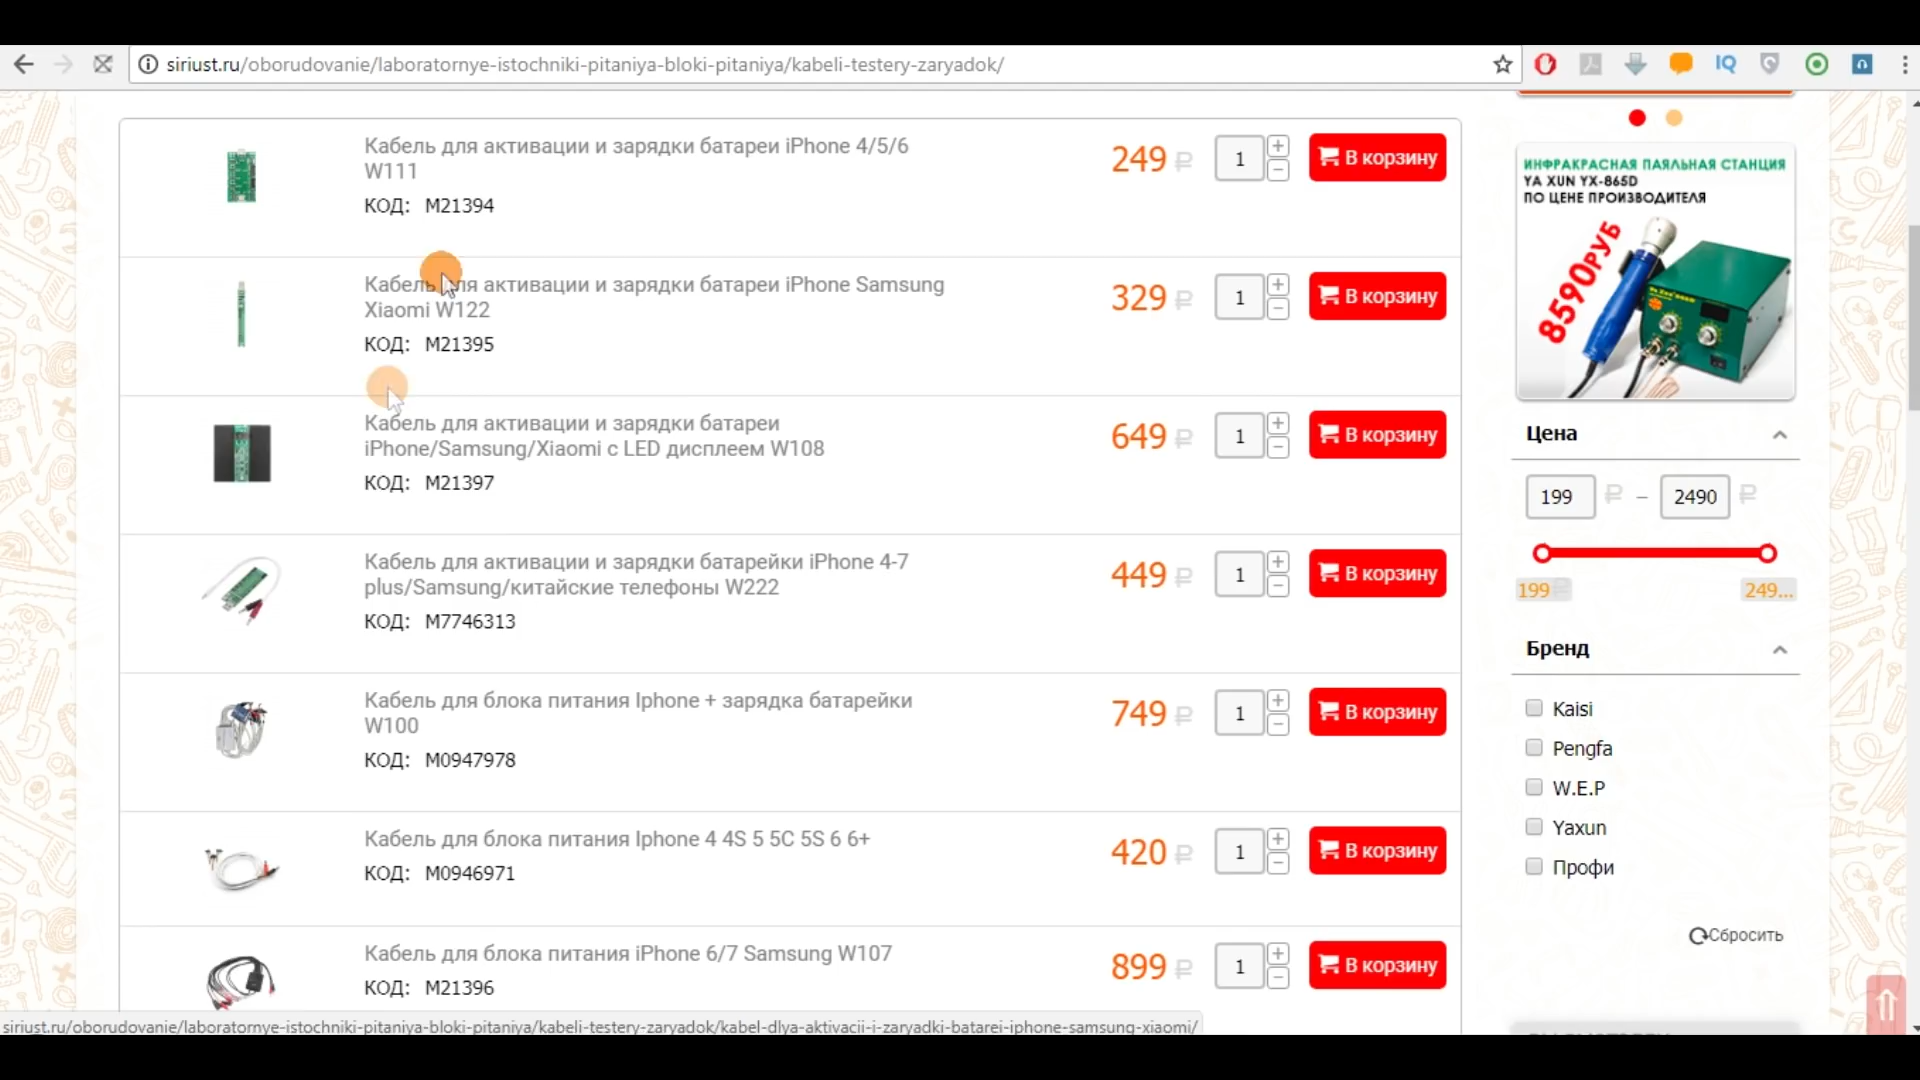 siriust.ru/oborudovanie/laboratornye-istochniki-pitaniya-bloki-pitaniya/kabeli-testery-zaryadok/
IQ
Кабель для активации и зарядки батареи iPhone 4/5/6
W111
КОД: M21394
249 ₽
1
+
−
В корзину
Кабель для активации и зарядки батареи iPhone Samsung
Xiaomi W122
КОД: M21395
329 ₽
1
+
−
В корзину
Кабель для активации и зарядки батареи
iPhone/Samsung/Xiaomi с LED дисплеем W108
КОД: M21397
649 ₽
1
+
−
В корзину
Кабель для активации и зарядки батарейки iPhone 4-7
plus/Samsung/китайские телефоны W222
КОД: M7746313
449 ₽
1
+
−
В корзину
Кабель для блока питания Iphone + зарядка батарейки
W100
КОД: M0947978
749 ₽
1
+
−
В корзину
Кабель для блока питания Iphone 4 4S 5 5C 5S 6 6+
КОД: M0946971
420 ₽
1
+
−
В корзину
Кабель для блока питания iPhone 6/7 Samsung W107
КОД: M21396
899 ₽
1
+
−
В корзину
ИНФРАКРАСНАЯ ПАЯЛЬНАЯ СТАНЦИЯ
YA XUN YX-865D
ПО ЦЕНЕ ПРОИЗВОДИТЕЛЯ
8590РУБ
Цена
199 ₽ – 2490 ₽
199 ₽ 249...
Бренд
Kaisi
Pengfa
W.E.P
Yaxun
Профи
Сбросить
siriust.ru/oborudovanie/laboratornye-istochniki-pitaniya-bloki-pitaniya/kabeli-testery-zaryadok/kabel-dlya-aktivacii-i-zaryadki-batarei-iphone-samsung-xiaomi/